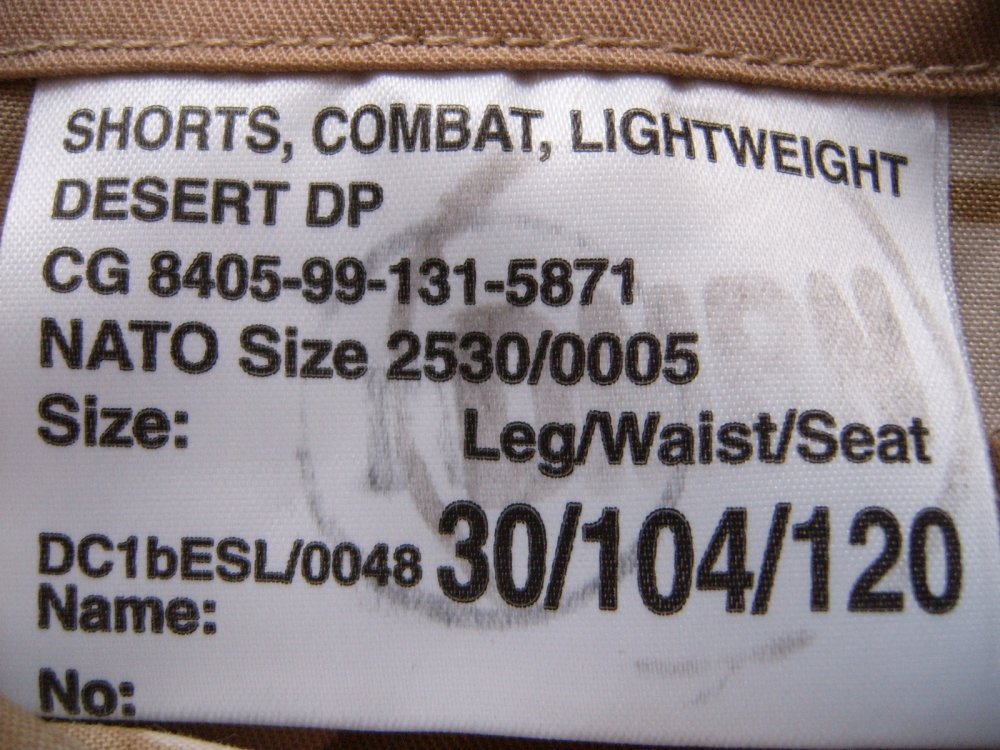 SHORTS, COMBAT, LIGHTWEIGHT
DESERT DP
CG 8405-99-131-5871
NATO Size 2530/0005
Size: Leg/Waist/Seat
DC1bESL/0048 30/104/120
Name:
No: